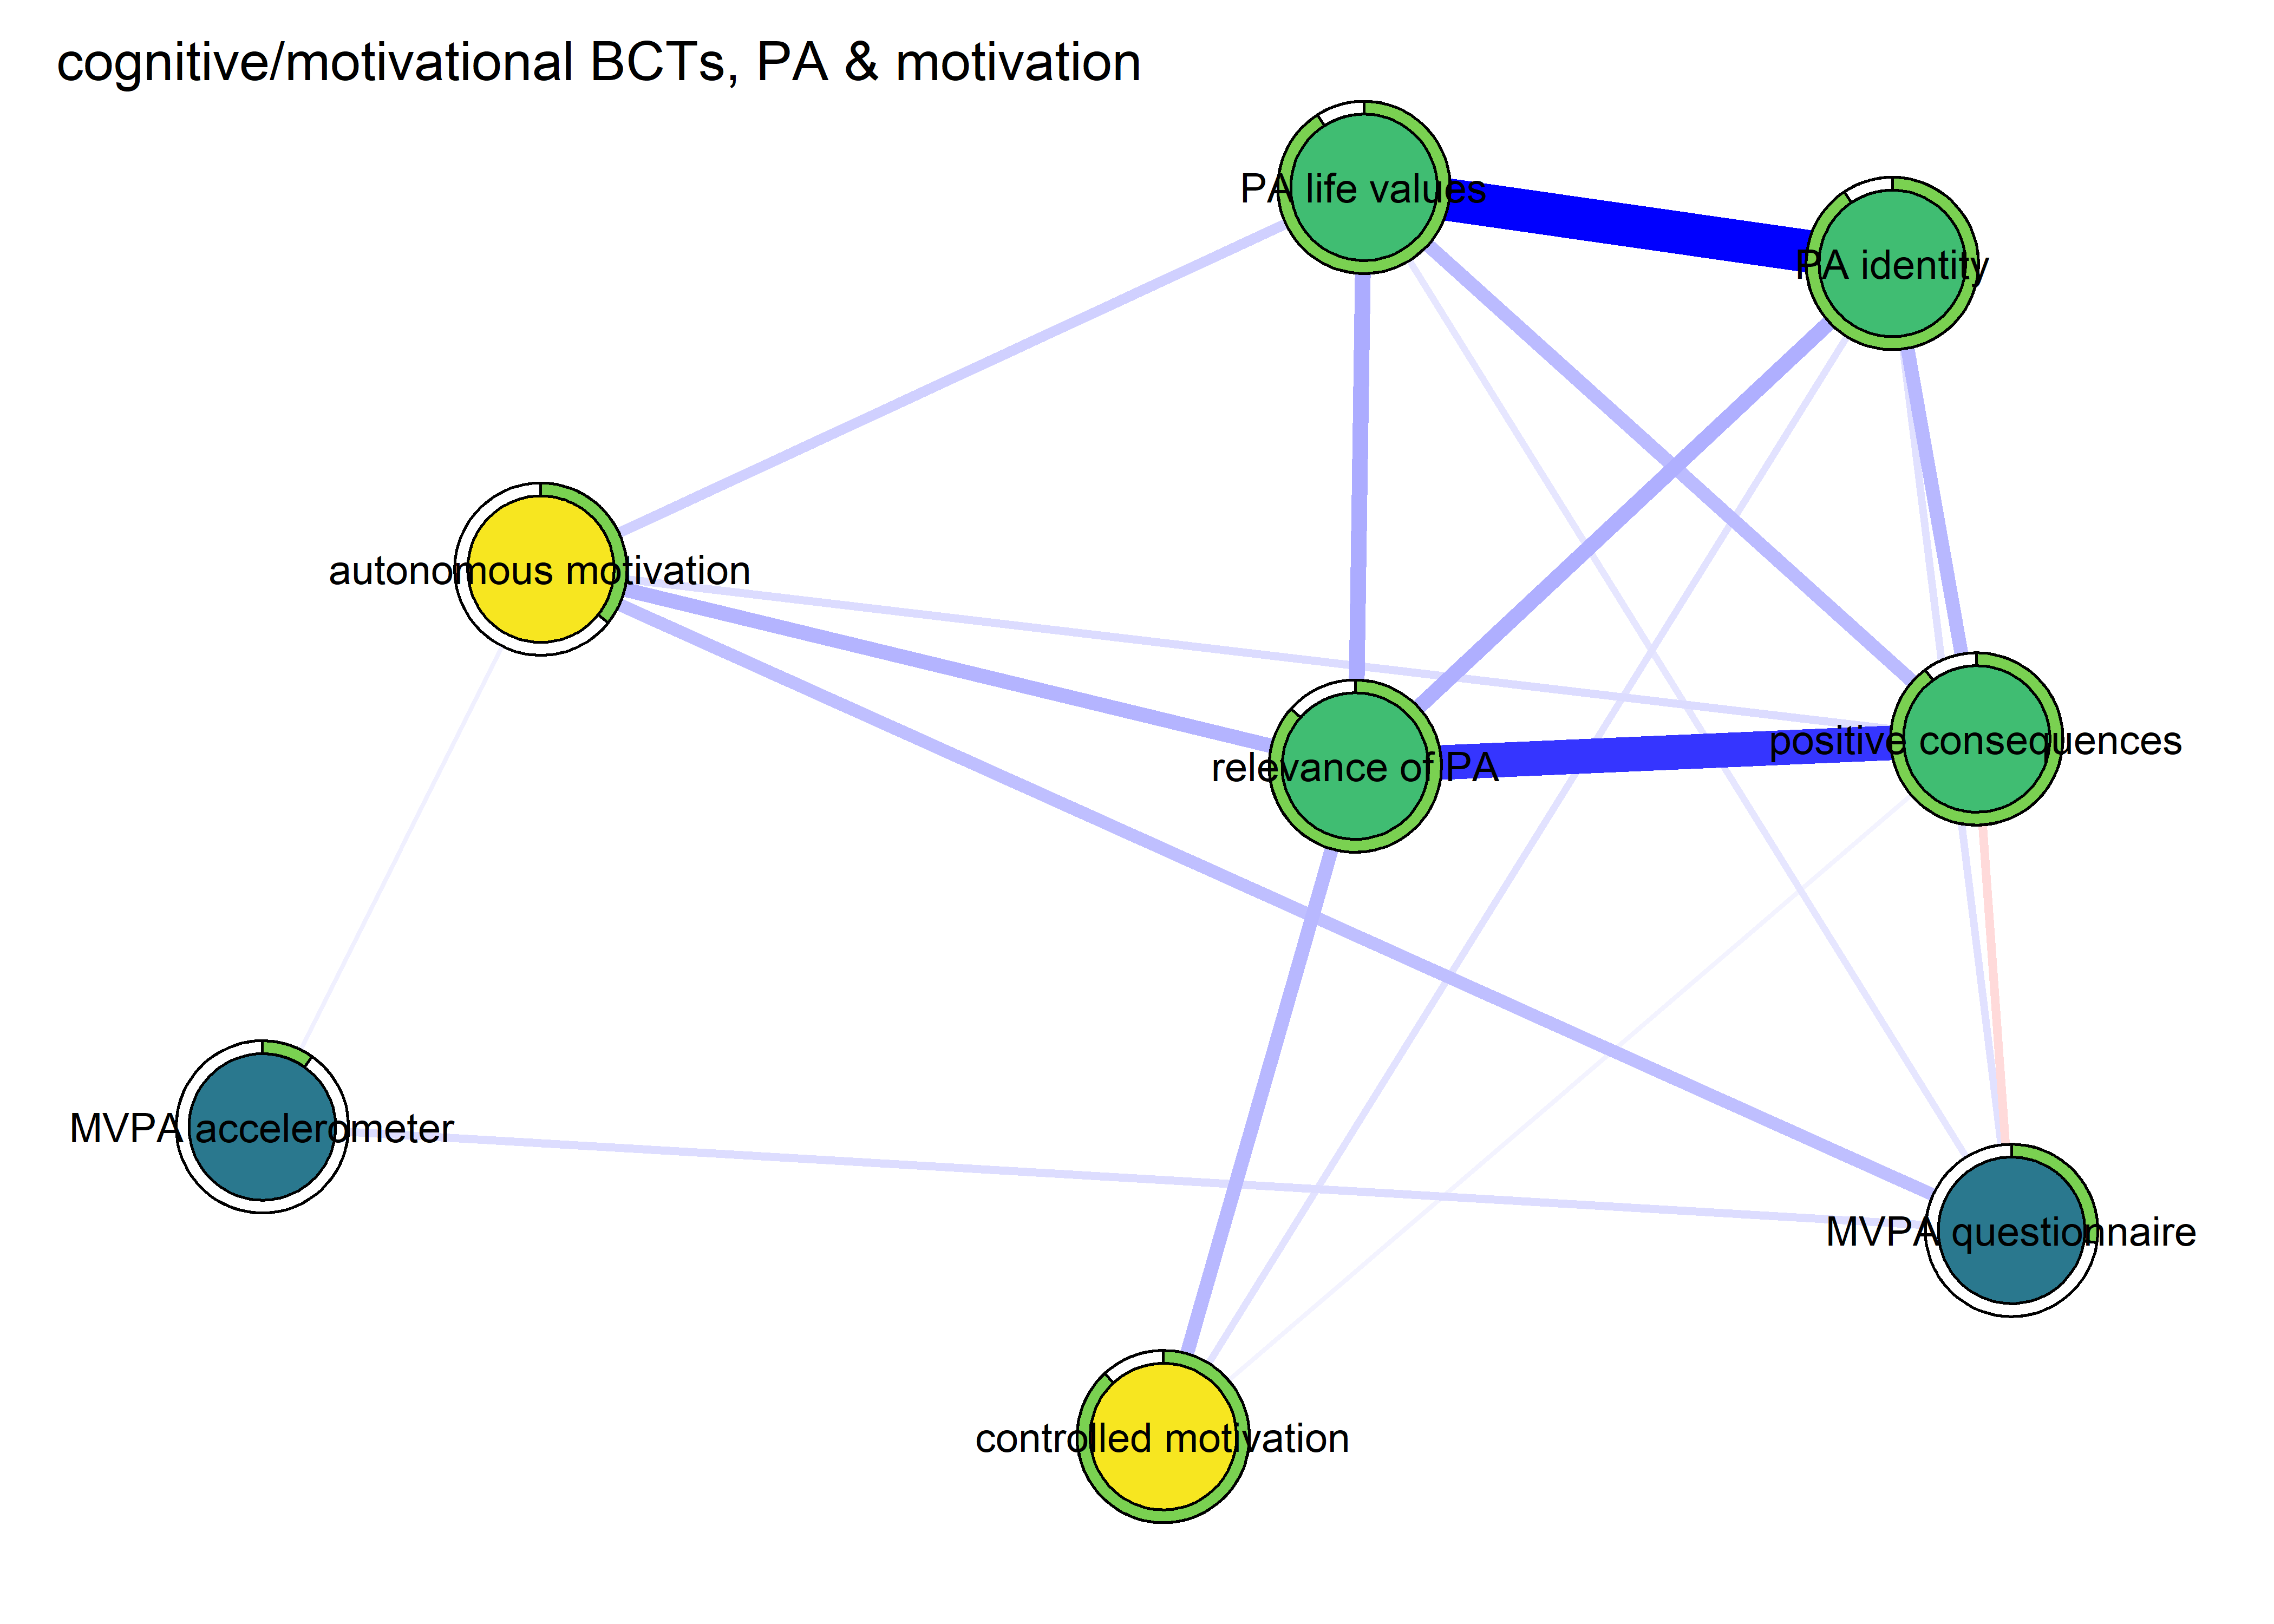 cognitive/motivational BCTs, PA & motivation
PA life values
PA identity
autonomous motivation
positive consequences
relevance of PA
MVPA accelerometer
MVPA questionnaire
controlled motivation